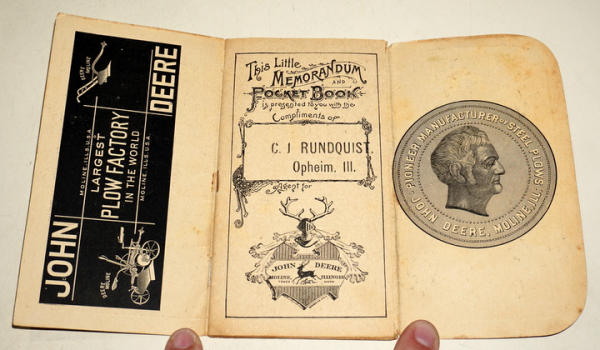 JOHN DEERE
DEERE
MOLINE
MOLINE, ILLS. U.S.A.
LARGEST
PLOW FACTORY
IN THE WORLD
MOLINE, ILLS. U.S.A.
DEERE
MOLINE
This Little
MEMORANDUM
AND
POCKET BOOK
is presented to you with the
Compliments of
C. J RUNDQUIST,
Opheim, Ill.
Agent for
JOHN DEERE
MOLINE, ILLINOIS.
TRADE MARK
PIONEER MANUFACTURER OF STEEL PLOWS
JOHN DEERE, MOLINE, ILL.